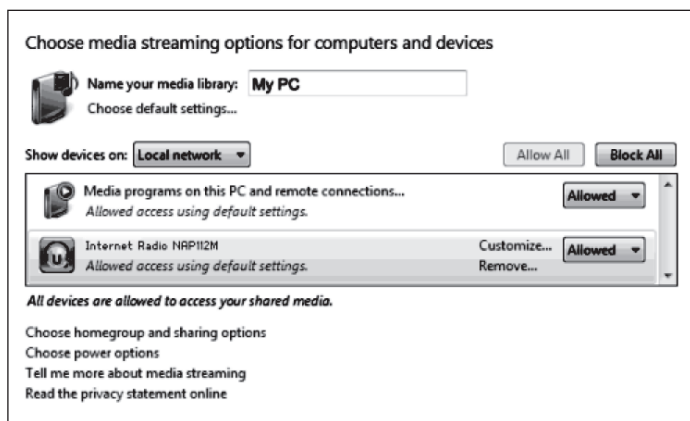 Choose media streaming options for computers and devices
Name your media library: My PC
Choose default settings...
Show devices on: Local network Allow All Block All
Media programs on this PC and remote connections... Allowed
Allowed access using default settings.
Internet Radio NAP112M Customize... Allowed
Allowed access using default settings. Remove...
All devices are allowed to access your shared media.
Choose homegroup and sharing options
Choose power options
Tell me more about media streaming
Read the privacy statement online